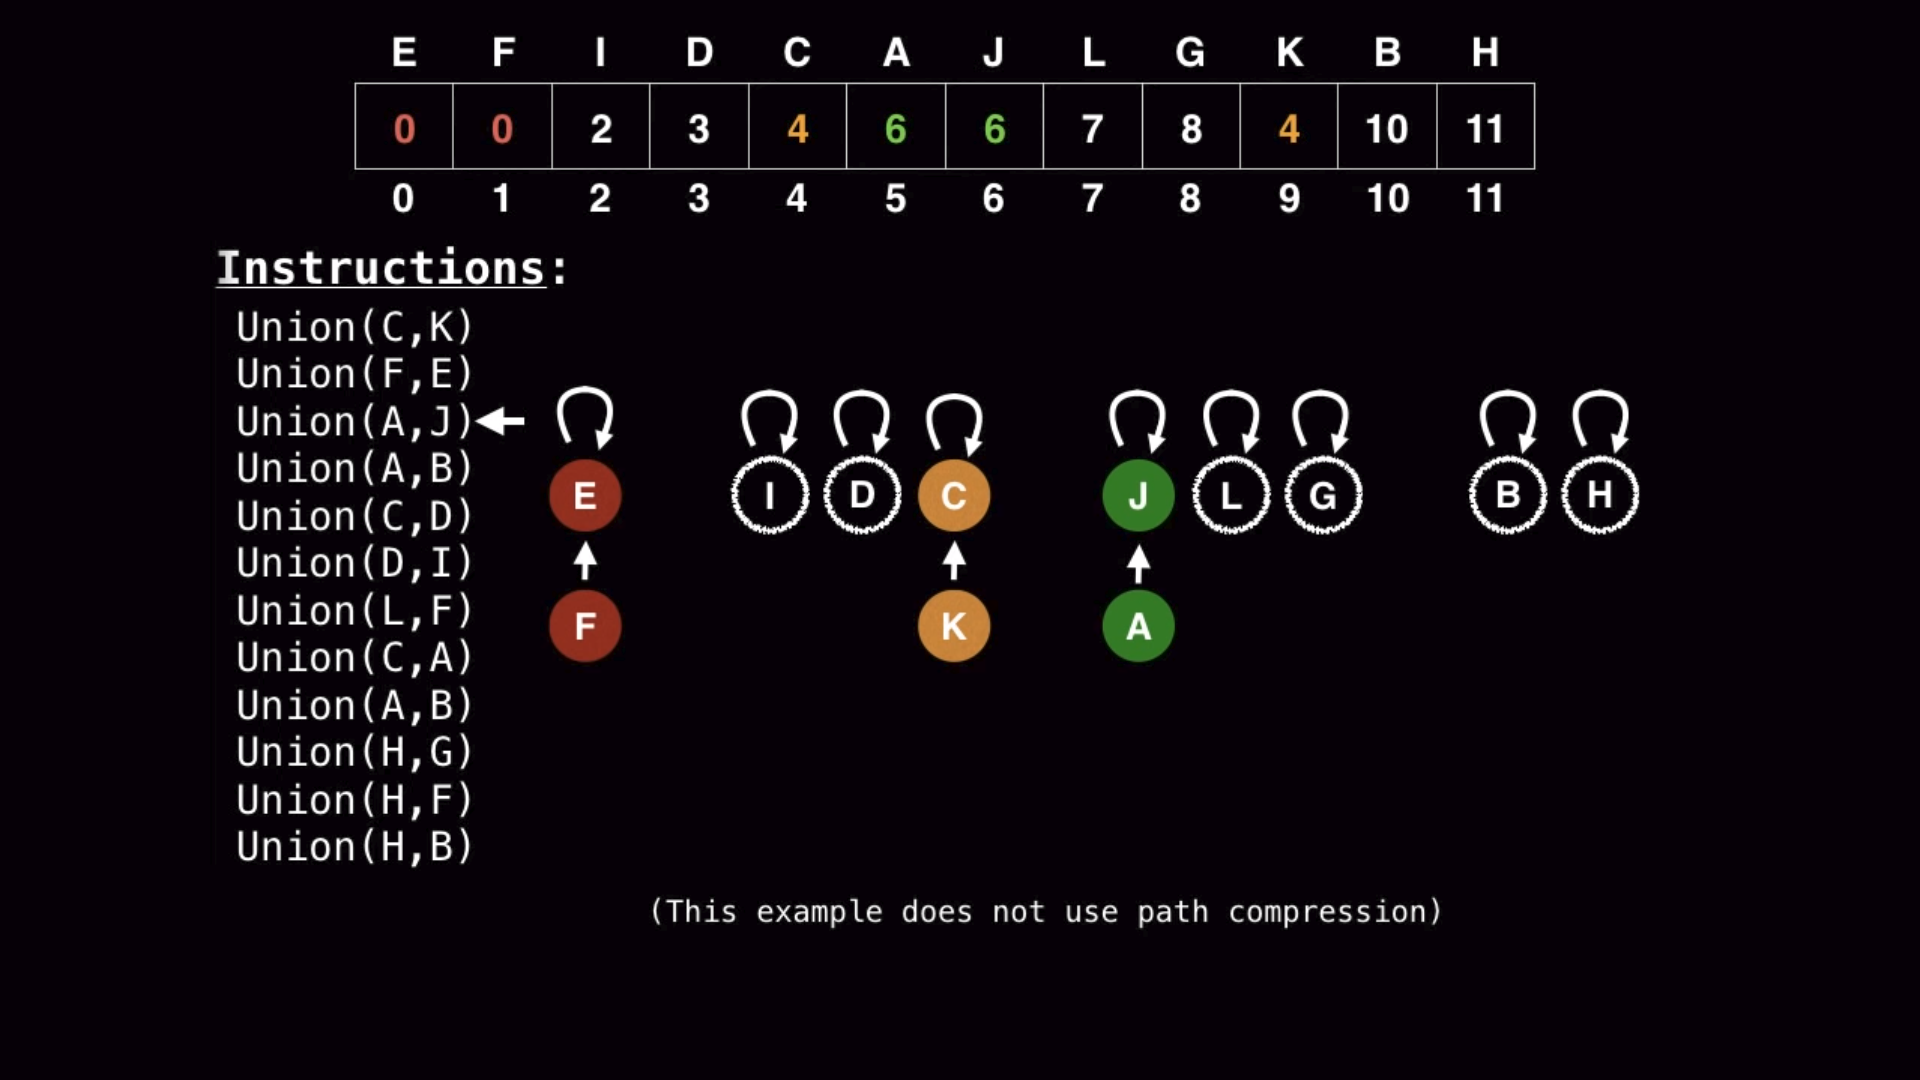 E F I D C A J L G K B H
0 0 2 3 4 6 6 7 8 4 10 11
0 1 2 3 4 5 6 7 8 9 10 11
Instructions:
Union(C,K)
Union(F,E)
Union(A,J)
Union(A,B)
Union(C,D)
Union(D,I)
Union(L,F)
Union(C,A)
Union(A,B)
Union(H,G)
Union(H,F)
Union(H,B)
E I D C J L G B H
F K A
(This example does not use path compression)